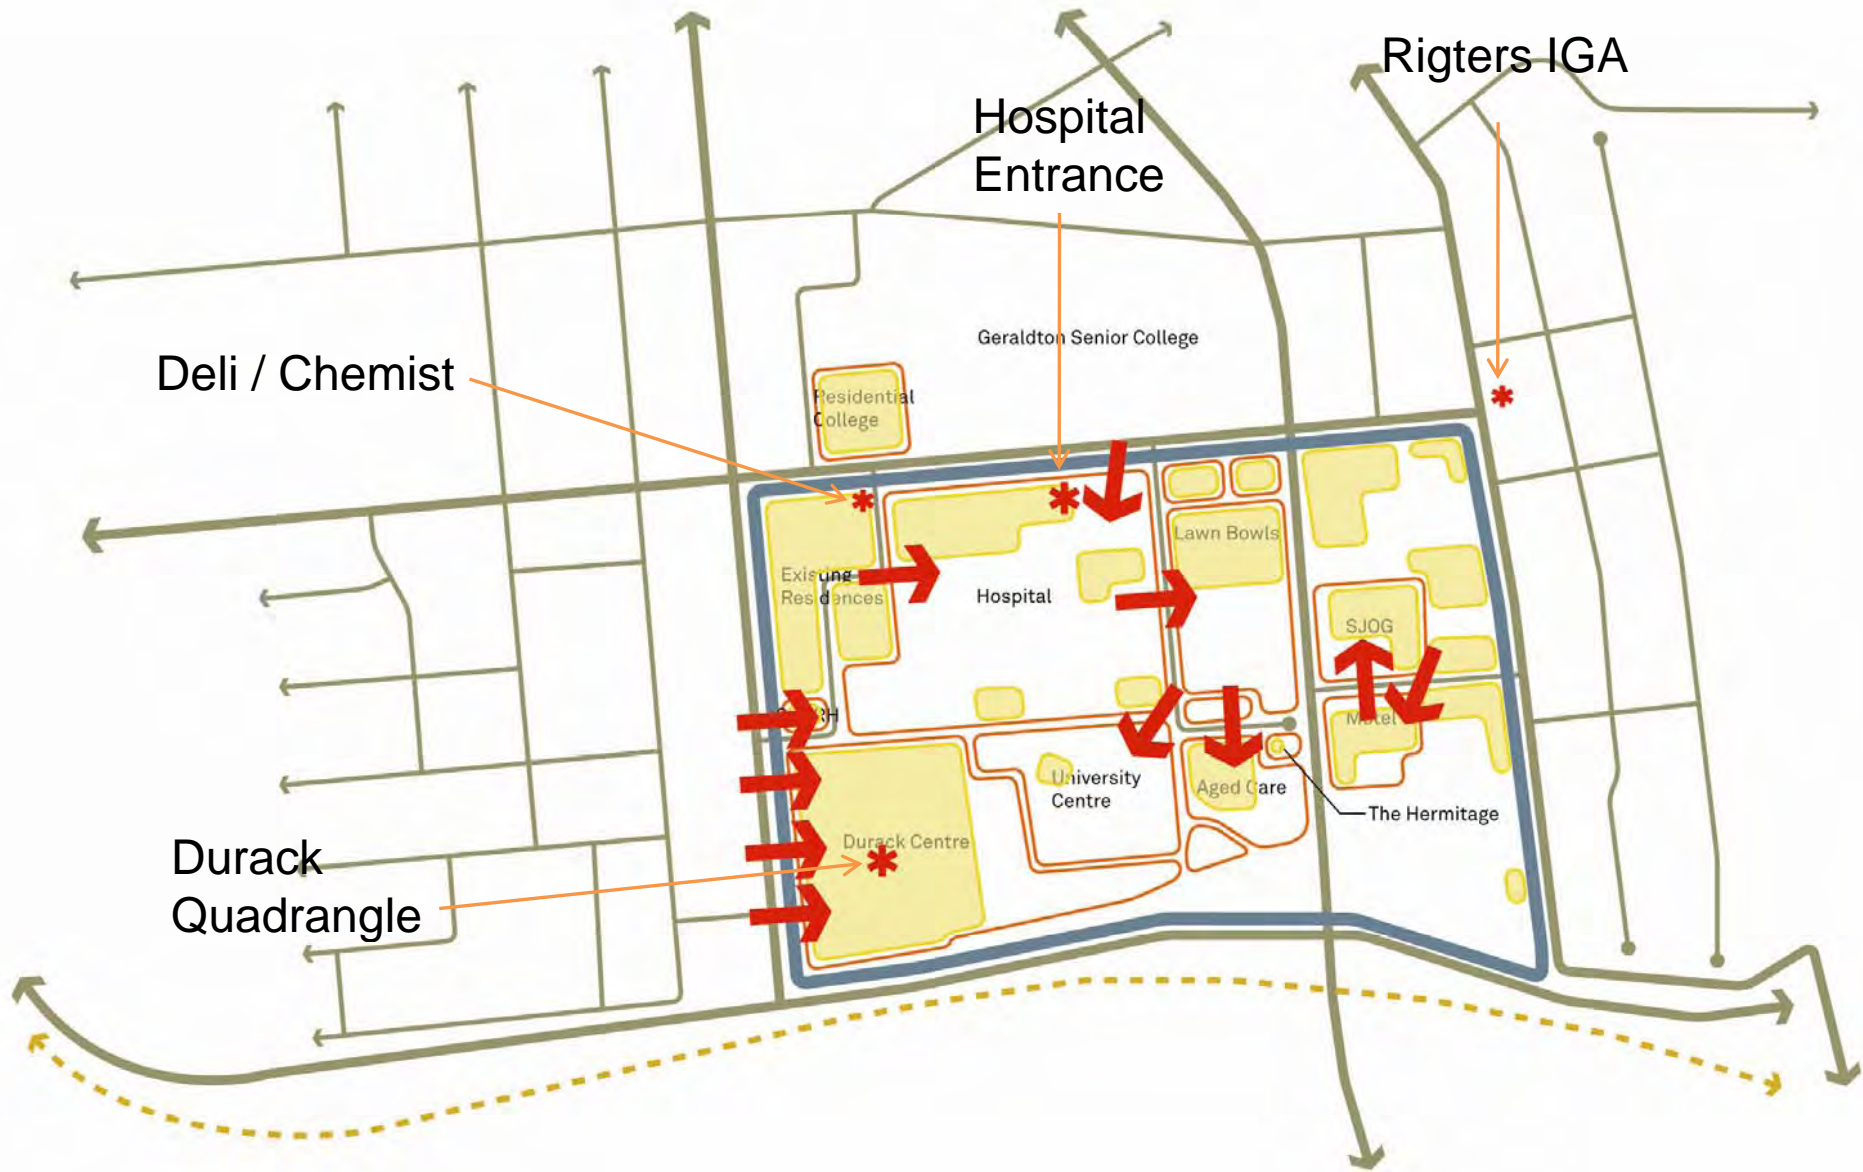 Rigters IGA
Hospital
Entrance
Geraldton Senior College
Deli / Chemist
Residential
College
Lawn Bowls
Existing
Residences
Hospital
SJOG
Motel
University
Centre
Aged Care
The Hermitage
Durack Centre
Durack
Quadrangle